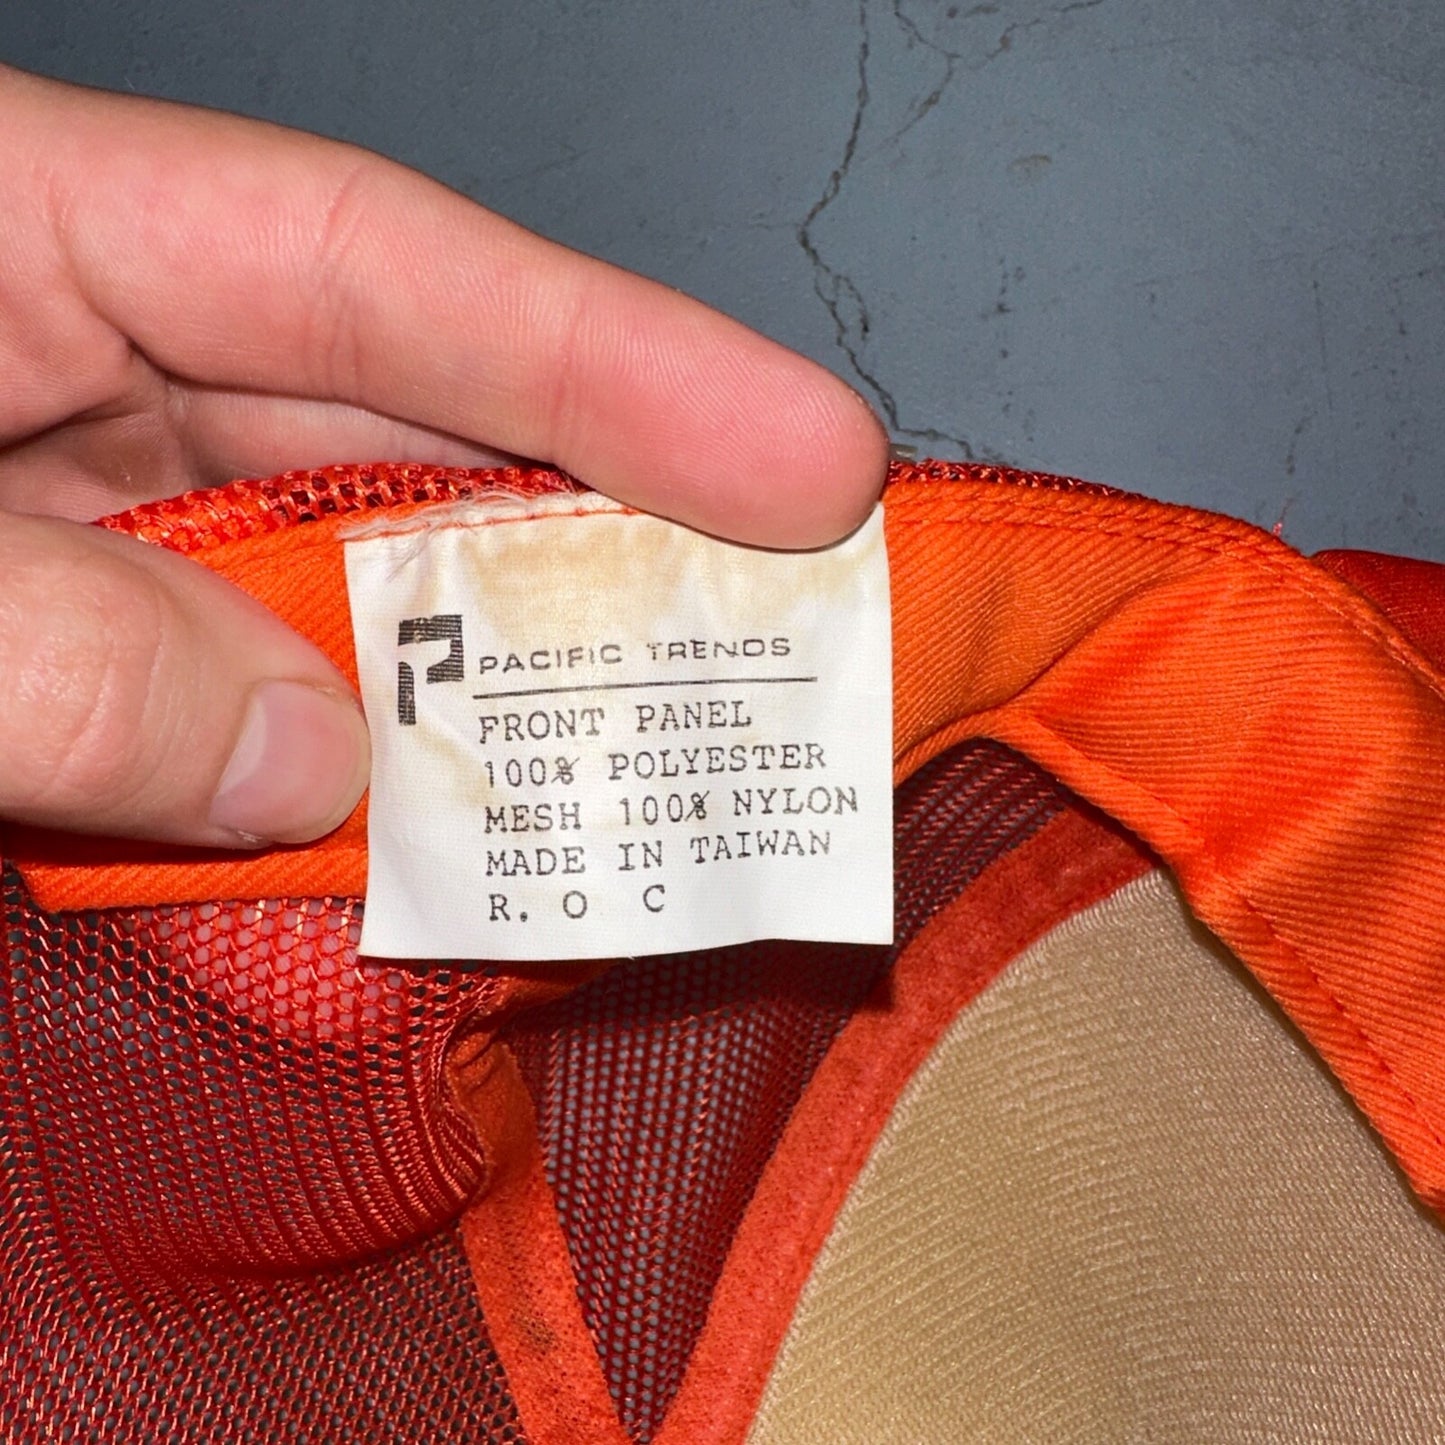 PACIFIC TRENDS
FRONT PANEL
100% POLYESTER
MESH 100% NYLON
MADE IN TAIWAN
R. O C